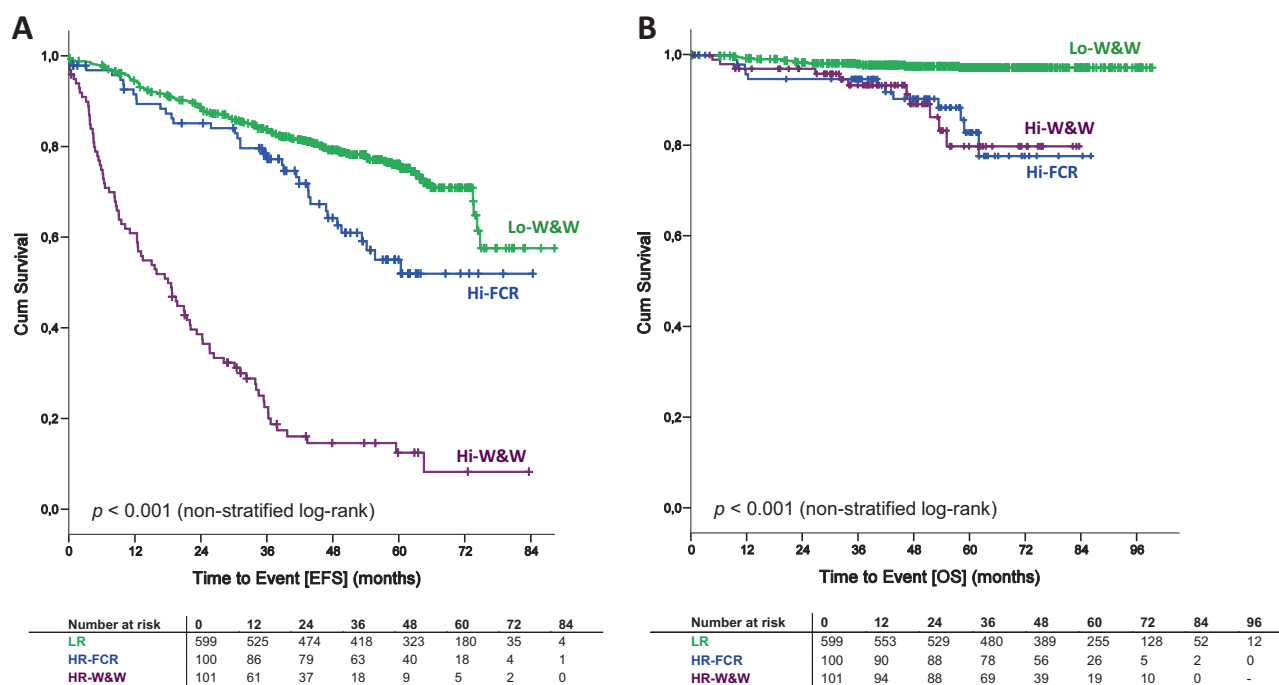 A
1,0
0,8
0,6
0,4
0,2
0,0
Cum Survival
Lo-W&W
Hi-FCR
Hi-W&W
p < 0.001 (non-stratified log-rank)
0 12 24 36 48 60 72 84
Time to Event [EFS] (months)
Number at risk 0 12 24 36 48 60 72 84
LR 599 525 474 418 323 180 35 4
HR-FCR 100 86 79 63 40 18 4 1
HR-W&W 101 61 37 18 9 5 2 0
B
1,0
0,8
0,6
0,4
0,2
0,0
Cum Survival
Lo-W&W
Hi-W&W
Hi-FCR
p < 0.001 (non-stratified log-rank)
0 12 24 36 48 60 72 84 96
Time to Event [OS] (months)
Number at risk 0 12 24 36 48 60 72 84 96
LR 599 553 529 480 389 255 128 52 12
HR-FCR 100 90 88 78 56 26 5 2 0
HR-W&W 101 94 88 69 39 19 10 0 -